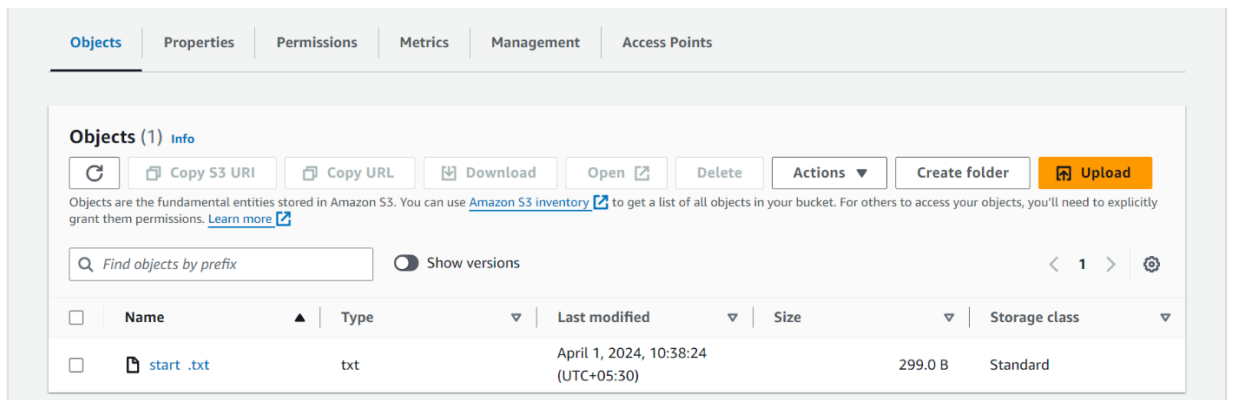 Objects Properties Permissions Metrics Management Access Points
Objects (1) Info
Copy S3 URI Copy URL Download Open Delete Actions Create folder Upload
Objects are the fundamental entities stored in Amazon S3. You can use Amazon S3 inventory to get a list of all objects in your bucket. For others to access your objects, you'll need to explicitly
grant them permissions. Learn more
Find objects by prefix Show versions 1
Name Type Last modified Size Storage class
start .txt txt April 1, 2024, 10:38:24 299.0 B Standard
(UTC+05:30)